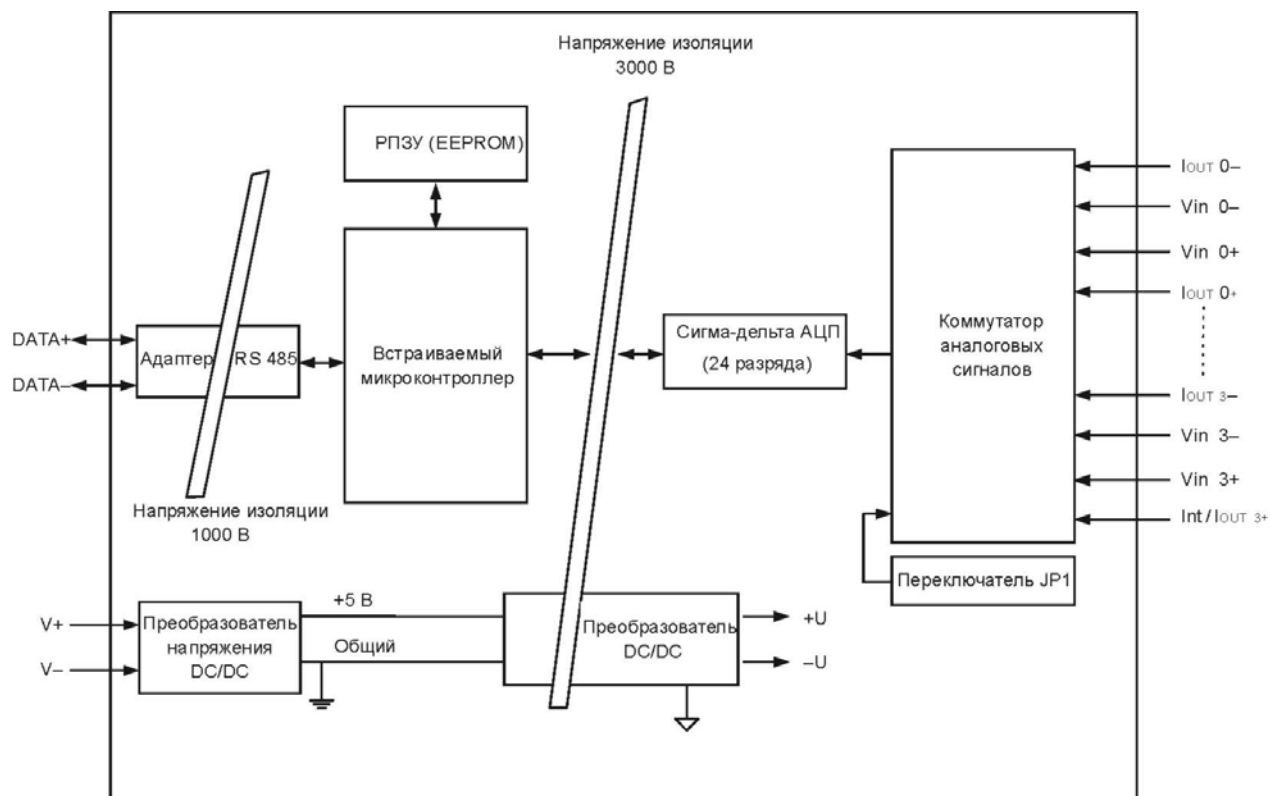 Напряжение изоляции
3000 В
РПЗУ (EEPROM)
IOUT 0–
Vin 0–
Vin 0+
IOUT 0+
DATA+
DATA–
Адаптер RS 485
Встраиваемый
микроконтроллер
Сигма-дельта АЦП
(24 разряда)
Коммутатор
аналоговых
сигналов
IOUT 3–
Vin 3–
Vin 3+
Int / IOUT 3+
Напряжение изоляции
1000 В
Переключатель JP1
V+
V–
Преобразователь
напряжения
DC/DC
+5 В
Общий
Преобразователь
DC/DC
+U
–U